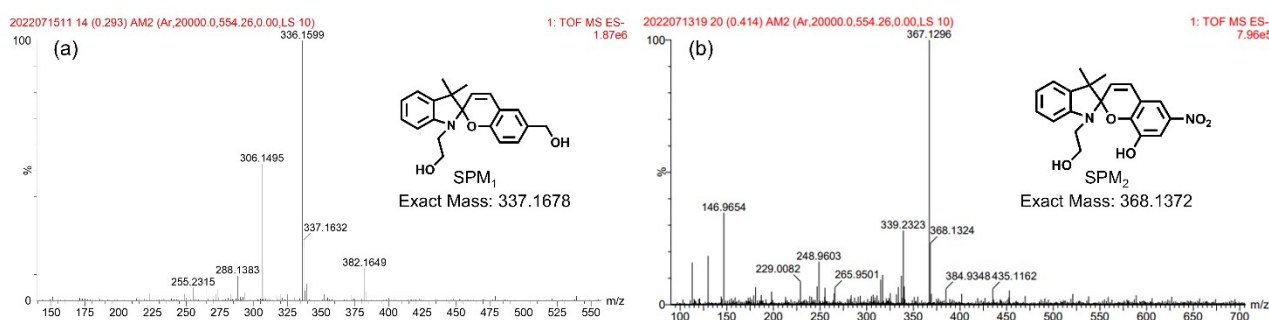 2022071511 14 (0.293) AM2 (Ar,20000.0,554.26,0.00,LS 10)
1: TOF MS ES-
1.87e6
336.1599
100
(a)
N
O
OH
HO
SPM1
Exact Mass: 337.1678
%
306.1495
337.1632
288.1383
382.1649
255.2315
0
150 175 200 225 250 275 300 325 350 375 400 425 450 475 500 525 550
m/z
2022071319 20 (0.414) AM2 (Ar,20000.0,554.26,0.00,LS 10)
1: TOF MS ES-
7.96e5
367.1296
100
(b)
N
O
NO2
HO
HO
SPM2
Exact Mass: 368.1372
%
146.9654
339.2323
368.1324
248.9603
229.0082
265.9501
384.9348
435.1162
0
100 150 200 250 300 350 400 450 500 550 600 650 700
m/z